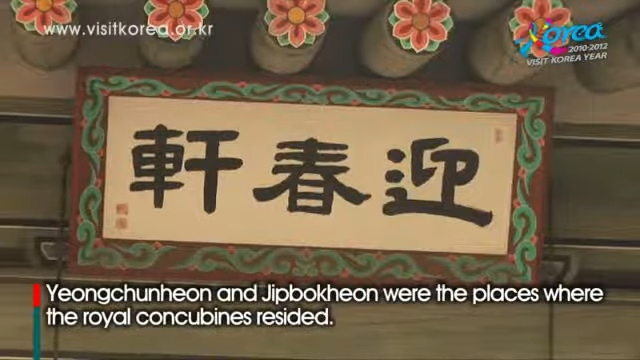 www.visitkorea.or.kr
Korea
2010-2012
VISIT KOREA YEAR
軒春迎
Yeongchunheon and Jipbokheon were the places where
the royal concubines resided.